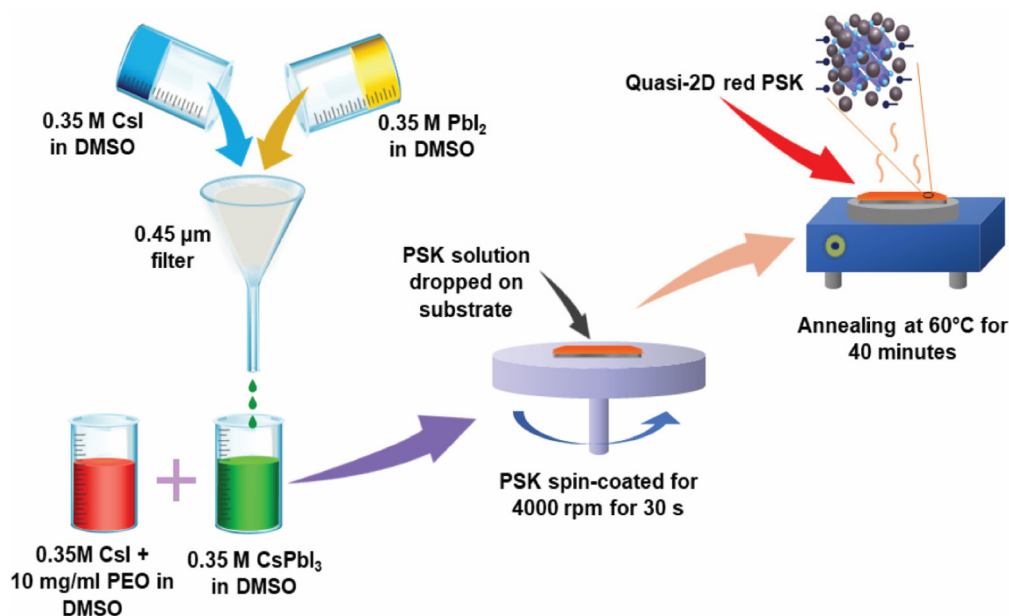 0.35 M CsI
in DMSO
0.35 M PbI₂
in DMSO
0.45 µm
filter
0.35M CsI +
10 mg/ml PEO in
DMSO
+
0.35 M CsPbI₃
in DMSO
PSK solution
dropped on
substrate
PSK spin-coated for
4000 rpm for 30 s
Quasi-2D red PSK
Annealing at 60°C for
40 minutes